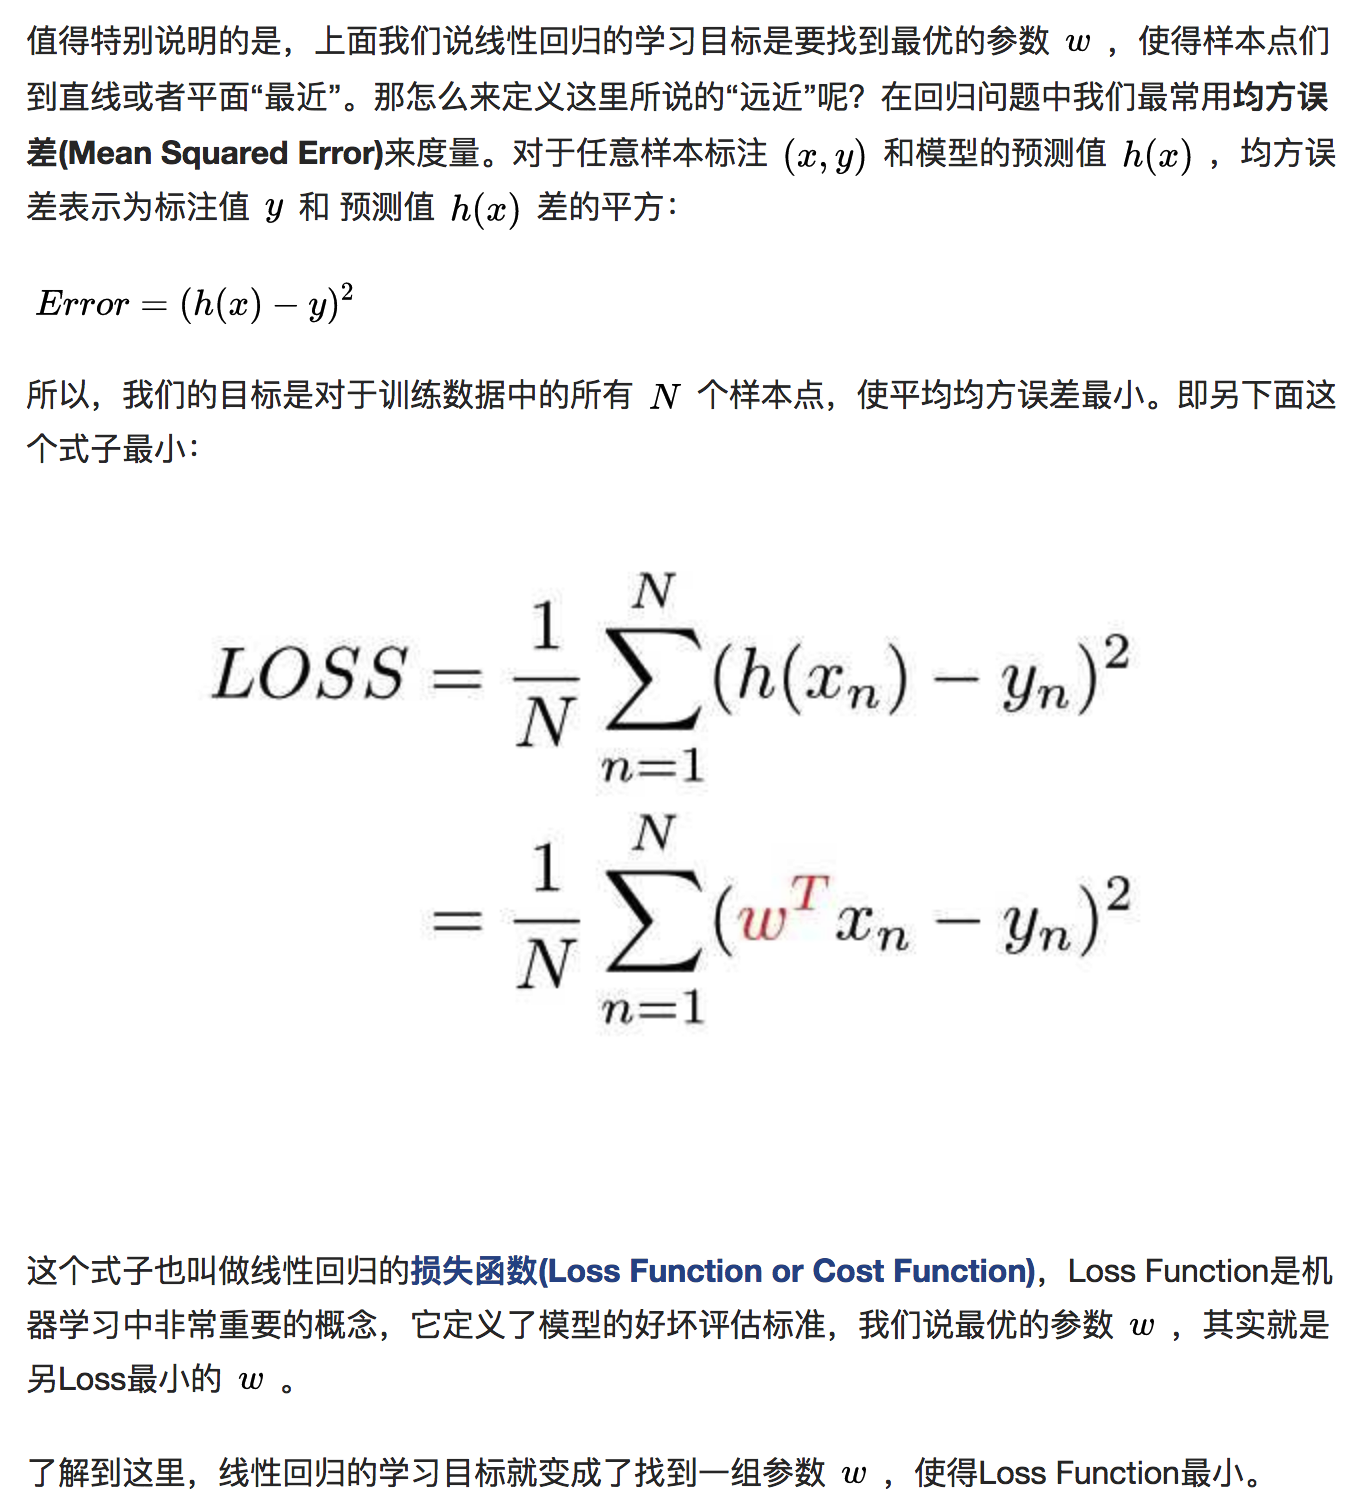 值得特别说明的是，上面我们说线性回归的学习目标是要找到最优的参数 w ，使得样本点们
到直线或者平面“最近”。那怎么来定义这里所说的“远近”呢？在回归问题中我们最常用均方误
差(Mean Squared Error)来度量。对于任意样本标注 (x, y) 和模型的预测值 h(x) ，均方误
差表示为标注值 y 和 预测值 h(x) 差的平方：
Error = (h(x) − y)²
所以，我们的目标是对于训练数据中的所有 N 个样本点，使平均均方误差最小。即另下面这
个式子最小：
LOSS = \frac{1}{N} \sum_{n=1}^{N} (h(x_n) − y_n)²
= \frac{1}{N} \sum_{n=1}^{N} (w^T x_n − y_n)²
这个式子也叫做线性回归的损失函数(Loss Function or Cost Function)，Loss Function是机
器学习中非常重要的概念，它定义了模型的好坏评估标准，我们说最优的参数 w ，其实就是
另Loss最小的 w 。
了解到这里，线性回归的学习目标就变成了找到一组参数 w ，使得Loss Function最小。